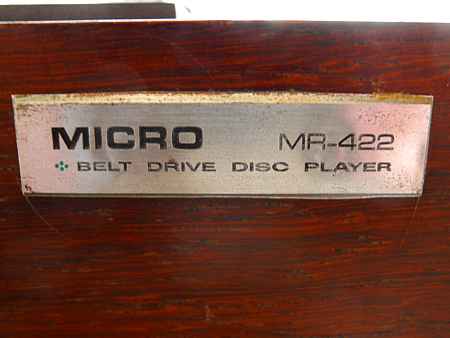 MICRO MR-422
BELT DRIVE DISC PLAYER